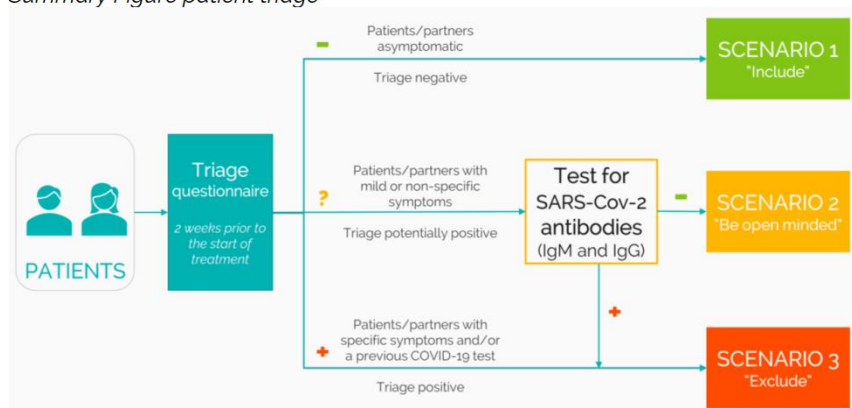 Summary Figure patient triage
PATIENTS
Triage
questionnaire
2 weeks prior to
the start of
treatment
-
Patients/partners
asymptomatic
Triage negative
SCENARIO 1
"Include"
?
Patients/partners with
mild or non-specific
symptoms
Triage potentially positive
Test for
SARS-Cov-2
antibodies
(IgM and IgG)
-
SCENARIO 2
"Be open minded"
+
+
Patients/partners with
specific symptoms and/or
a previous COVID-19 test
Triage positive
SCENARIO 3
"Exclude"